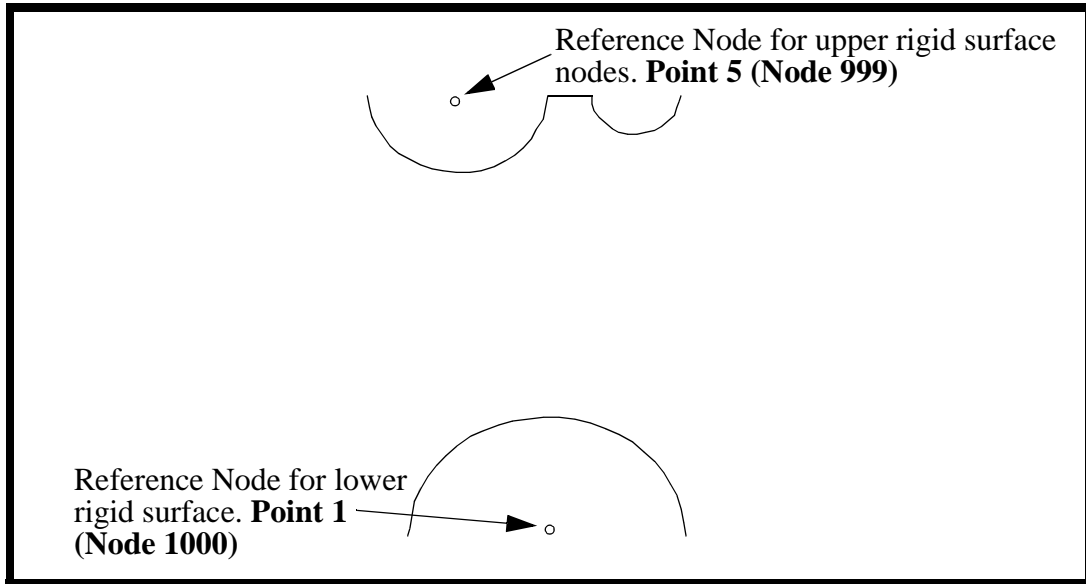 Reference Node for upper rigid surface
nodes. Point 5 (Node 999)
Reference Node for lower
rigid surface. Point 1
(Node 1000)